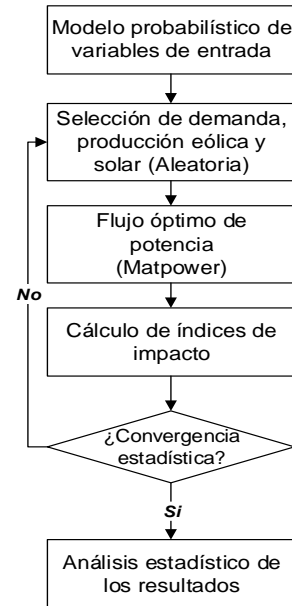 Modelo probabilístico de
variables de entrada
Selección de demanda,
producción eólica y
solar (Aleatoria)
Flujo óptimo de
potencia
(Matpower)
No
Cálculo de índices de
impacto
¿Convergencia
estadística?
Si
Análisis estadístico de
los resultados